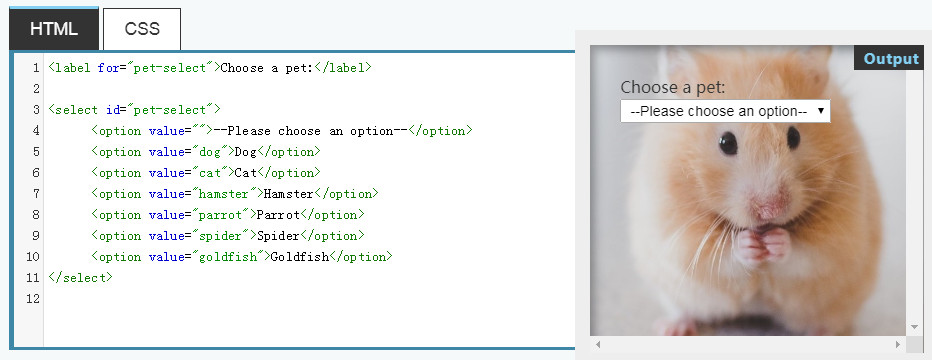 HTML
CSS
1 <label for="pet-select">Choose a pet:</label>
2
3 <select id="pet-select">
4 <option value="">--Please choose an option--</option>
5 <option value="dog">Dog</option>
6 <option value="cat">Cat</option>
7 <option value="hamster">Hamster</option>
8 <option value="parrot">Parrot</option>
9 <option value="spider">Spider</option>
10 <option value="goldfish">Goldfish</option>
11 </select>
12
Output
Choose a pet:
--Please choose an option--